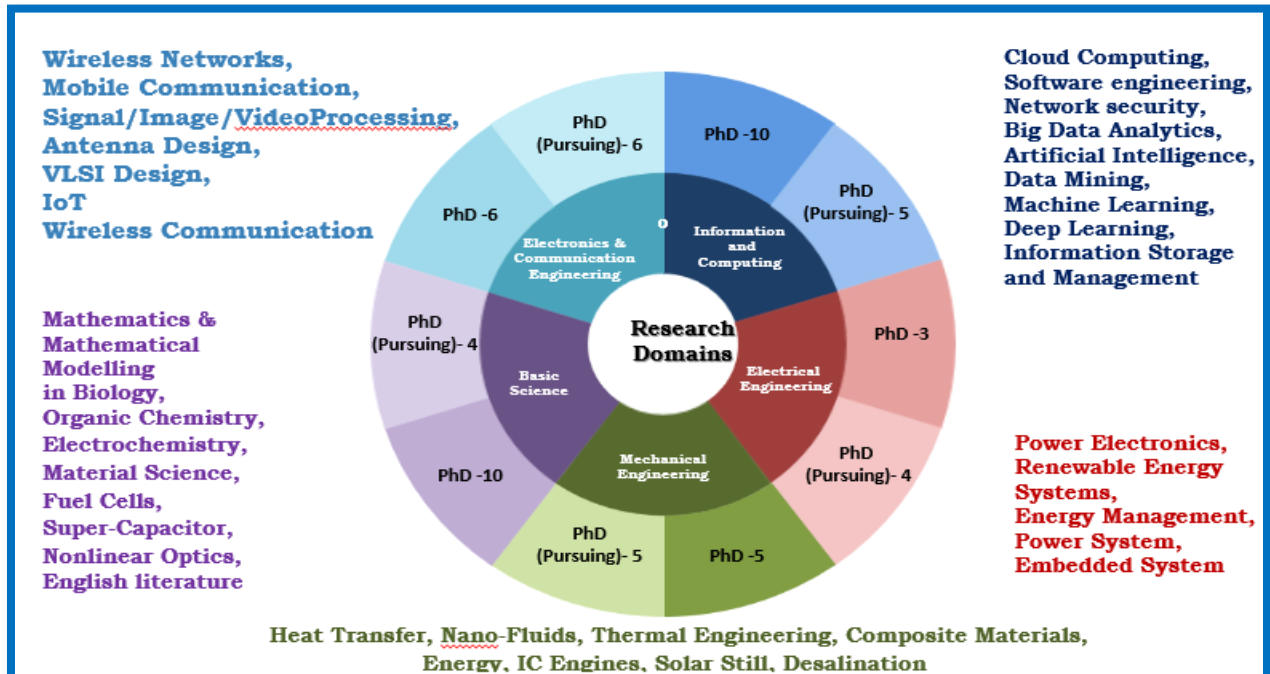 Wireless Networks,
Mobile Communication,
Signal/Image/VideoProcessing,
Antenna Design,
VLSI Design,
IoT
Wireless Communication
Mathematics &
Mathematical
Modelling
in Biology,
Organic Chemistry,
Electrochemistry,
Material Science,
Fuel Cells,
Super-Capacitor,
Nonlinear Optics,
English literature
PhD
(Pursuing)- 6
PhD -10
PhD -6
PhD
(Pursuing)- 5
O
Electronics &
Communication
Engineering
Information
and
Computing
PhD
(Pursuing)- 4
Research
Domains
PhD -3
Basic
Science
Electrical
Engineering
Mechanical
Engineering
PhD -10
PhD
(Pursuing)- 4
PhD
(Pursuing)- 5
PhD -5
Cloud Computing,
Software engineering,
Network security,
Big Data Analytics,
Artificial Intelligence,
Data Mining,
Machine Learning,
Deep Learning,
Information Storage
and Management
Power Electronics,
Renewable Energy
Systems,
Energy Management,
Power System,
Embedded System
Heat Transfer, Nano-Fluids, Thermal Engineering, Composite Materials,
Energy, IC Engines, Solar Still, Desalination